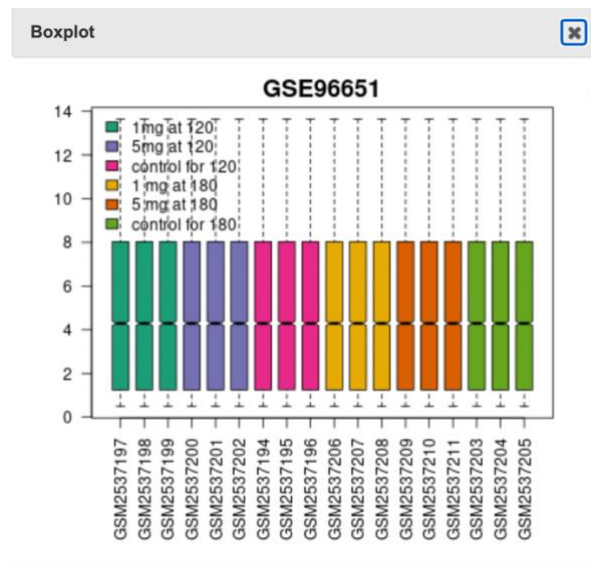 Boxplot
GSE96651
14
12
10
8
6
4
2
0
1mg at 120
5mg at 120
control for 120
1 mg at 180
5 mg at 180
control for 180
GSM2537197
GSM2537198
GSM2537199
GSM2537200
GSM2537201
GSM2537202
GSM2537194
GSM2537195
GSM2537196
GSM2537206
GSM2537207
GSM2537208
GSM2537209
GSM2537210
GSM2537211
GSM2537203
GSM2537204
GSM2537205